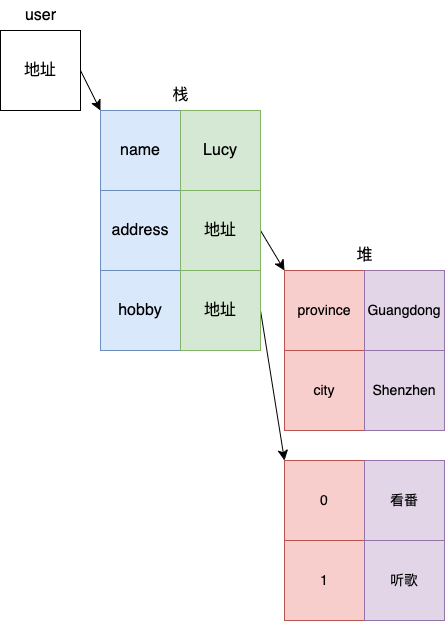 user
地址
栈
name Lucy
address 地址
hobby 地址
堆
province Guangdong
city Shenzhen
0 看番
1 听歌